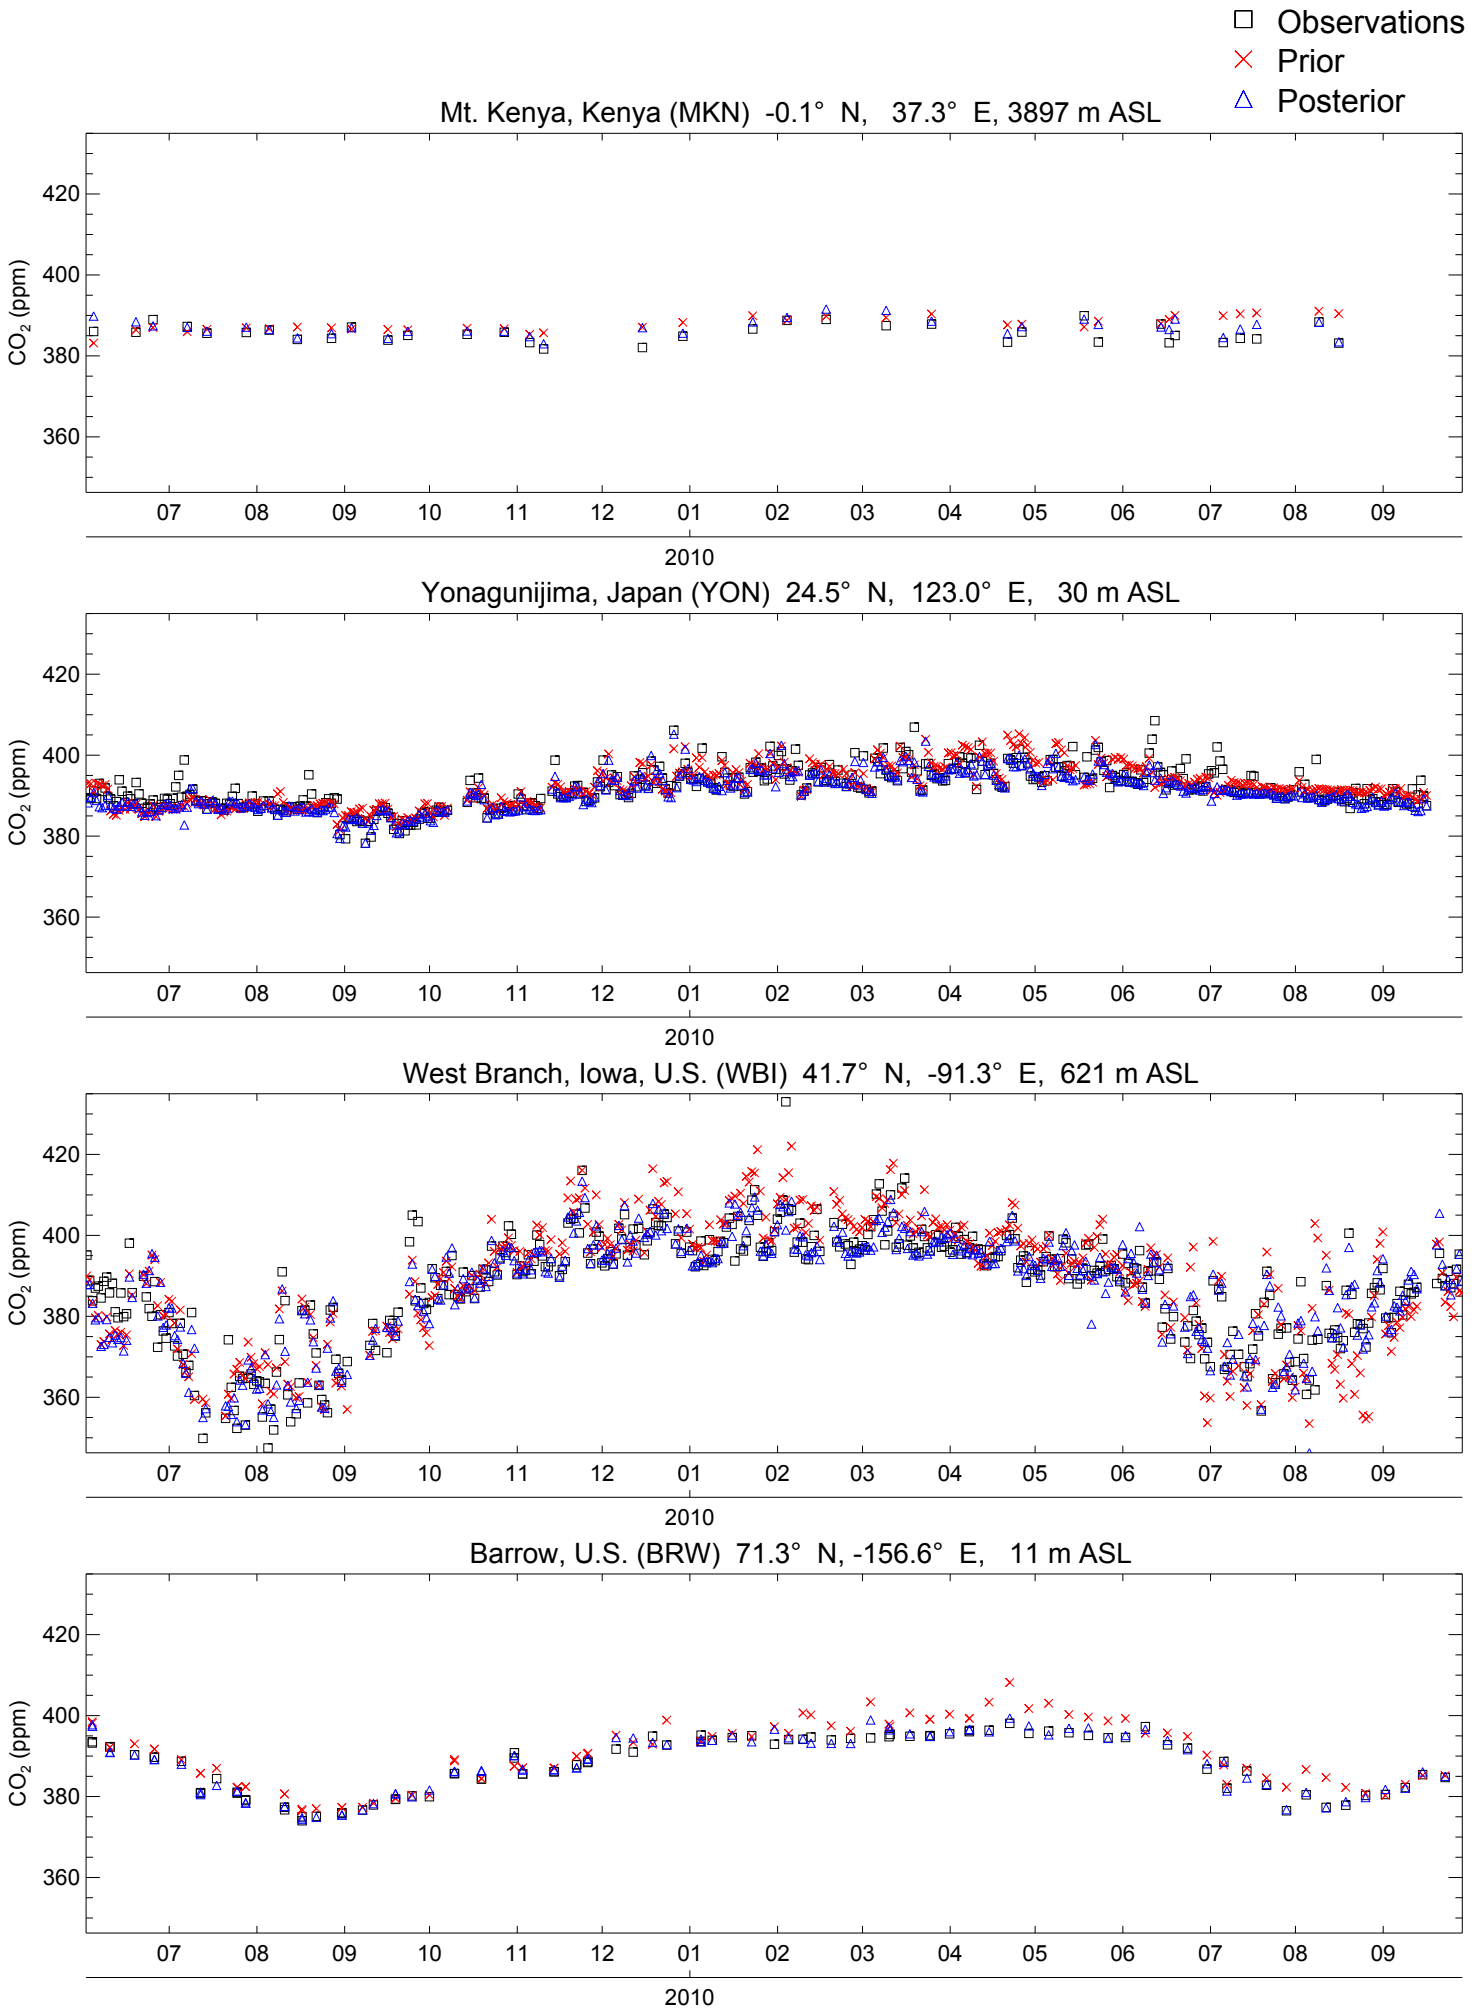 Observations
Prior
Posterior
Mt. Kenya, Kenya (MKN) -0.1° N, 37.3° E, 3897 m ASL
420
400
380
360
CO₂ (ppm)
07 08 09 10 11 12 01 02 03 04 05 06 07 08 09
2010
Yonagunijima, Japan (YON) 24.5° N, 123.0° E, 30 m ASL
420
400
380
360
CO₂ (ppm)
07 08 09 10 11 12 01 02 03 04 05 06 07 08 09
2010
West Branch, Iowa, U.S. (WBI) 41.7° N, -91.3° E, 621 m ASL
420
400
380
360
CO₂ (ppm)
07 08 09 10 11 12 01 02 03 04 05 06 07 08 09
2010
Barrow, U.S. (BRW) 71.3° N, -156.6° E, 11 m ASL
420
400
380
360
CO₂ (ppm)
07 08 09 10 11 12 01 02 03 04 05 06 07 08 09
2010